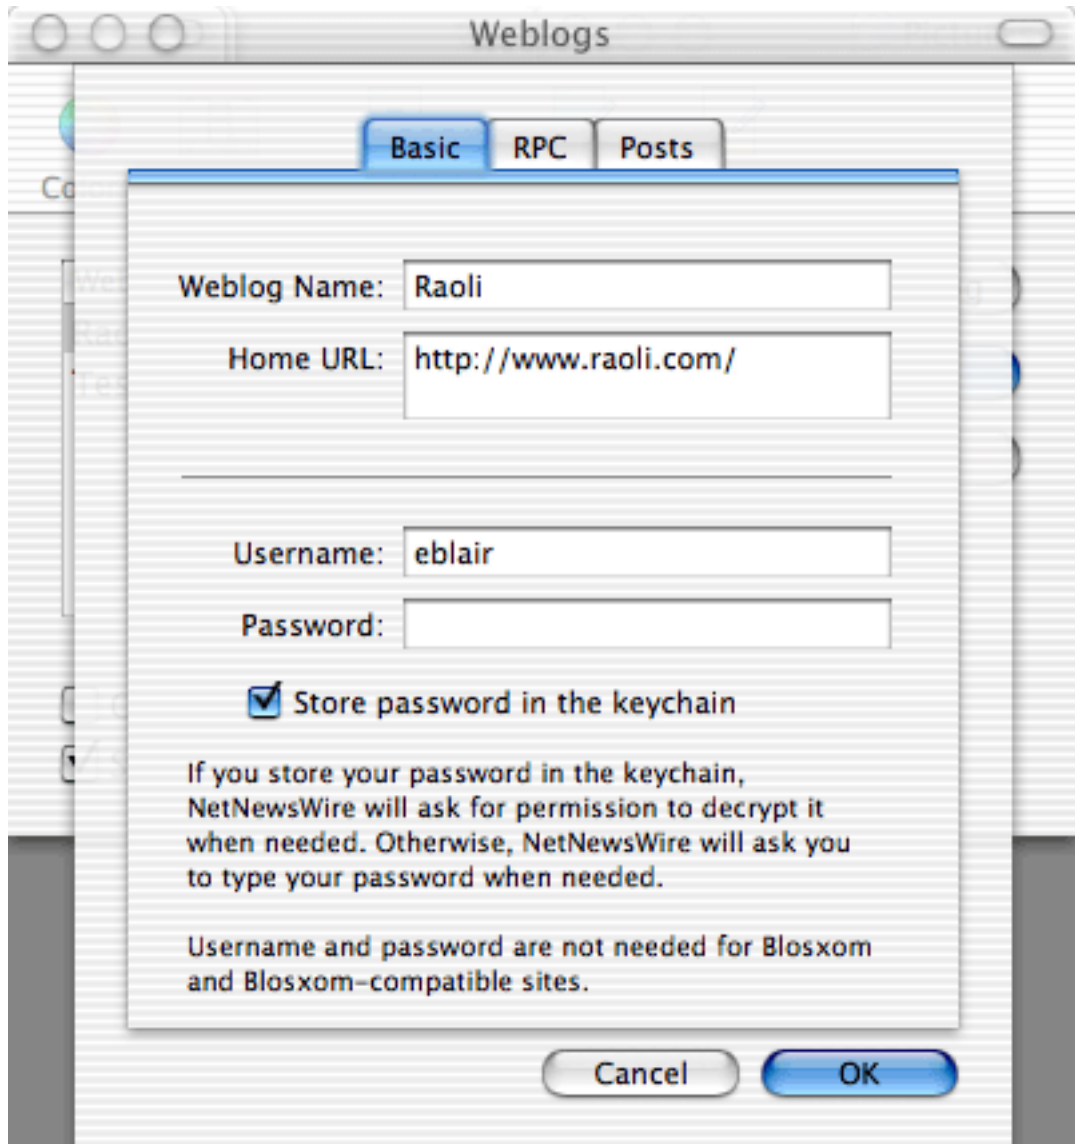 Weblogs
Basic RPC Posts
Weblog Name: Raoli
Home URL: http://www.raoli.com/
Username: eblair
Password:
Store password in the keychain
If you store your password in the keychain,
NetNewsWire will ask for permission to decrypt it
when needed. Otherwise, NetNewsWire will ask you
to type your password when needed.
Username and password are not needed for Blosxom
and Blosxom-compatible sites.
Cancel OK